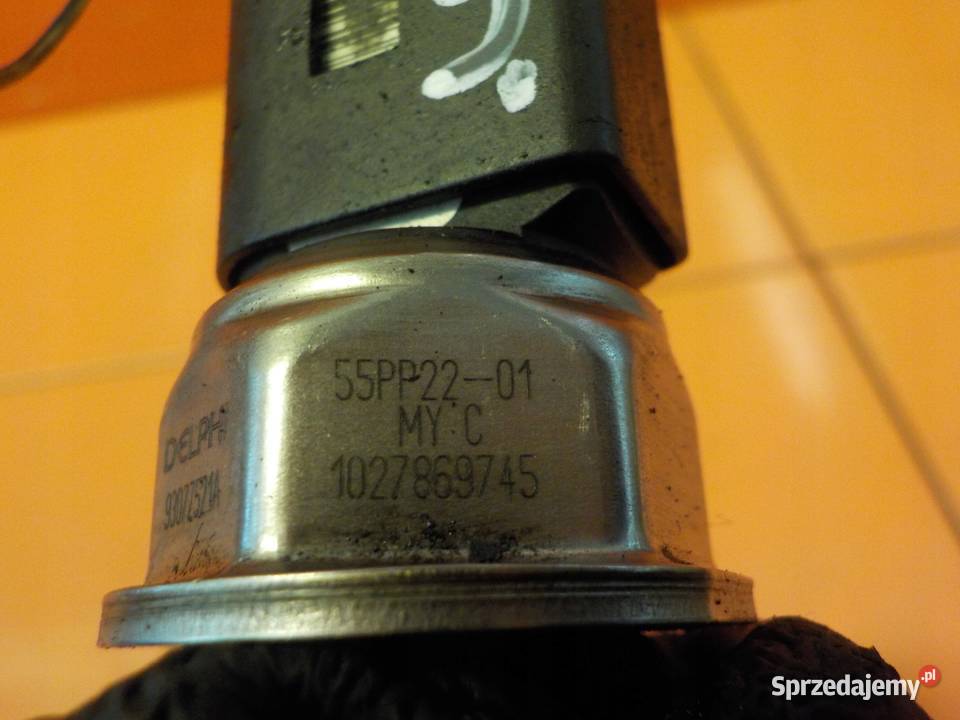 55PP22-01
MY C
1027869745
DELPHI
9307Z521A
Sprzedajemy.pl